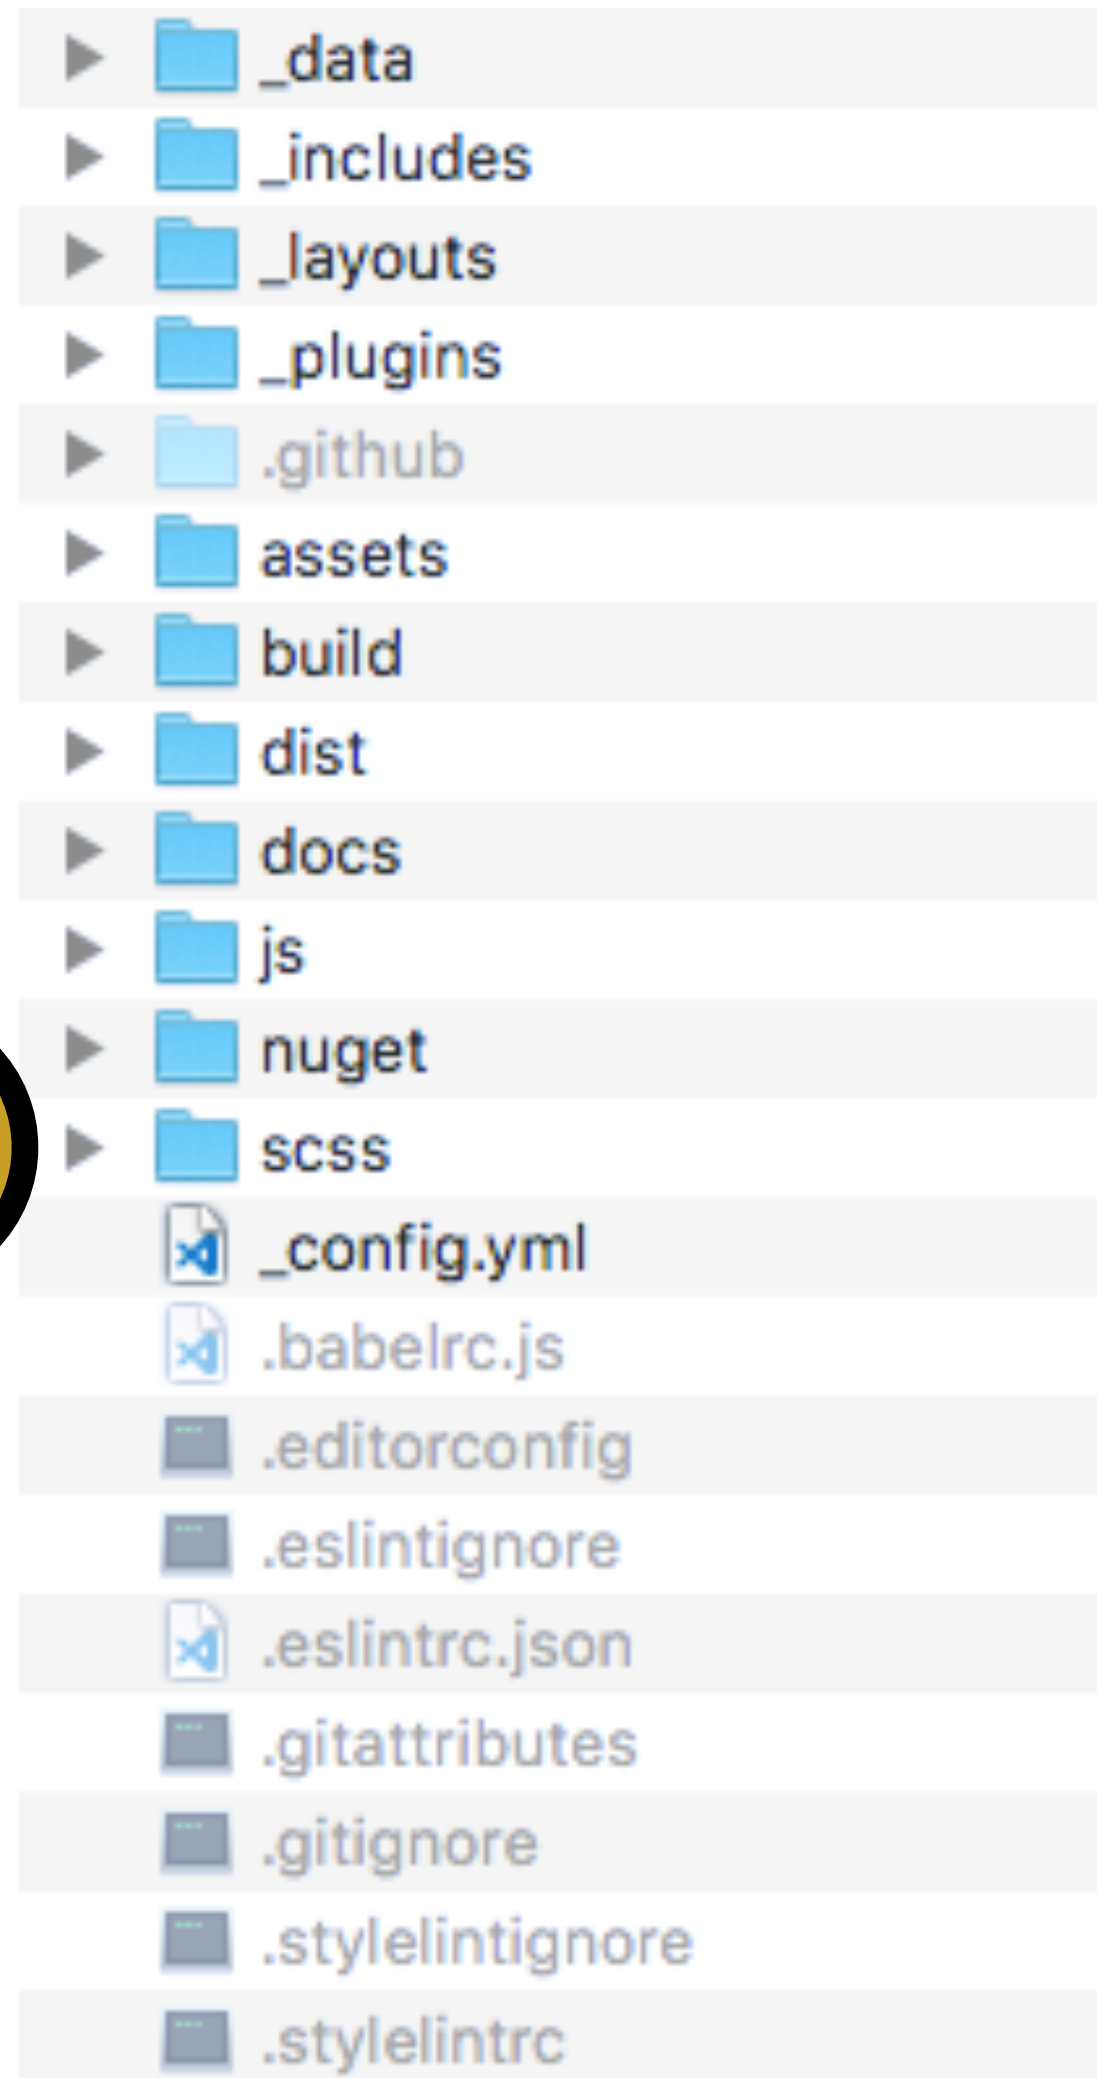 _data
_includes
_layouts
_plugins
.github
assets
build
dist
docs
js
nuget
scss
_config.yml
.babelrc.js
.editorconfig
.eslintignore
.eslintrc.json
.gitattributes
.gitignore
.stylelintignore
.stylelintrc